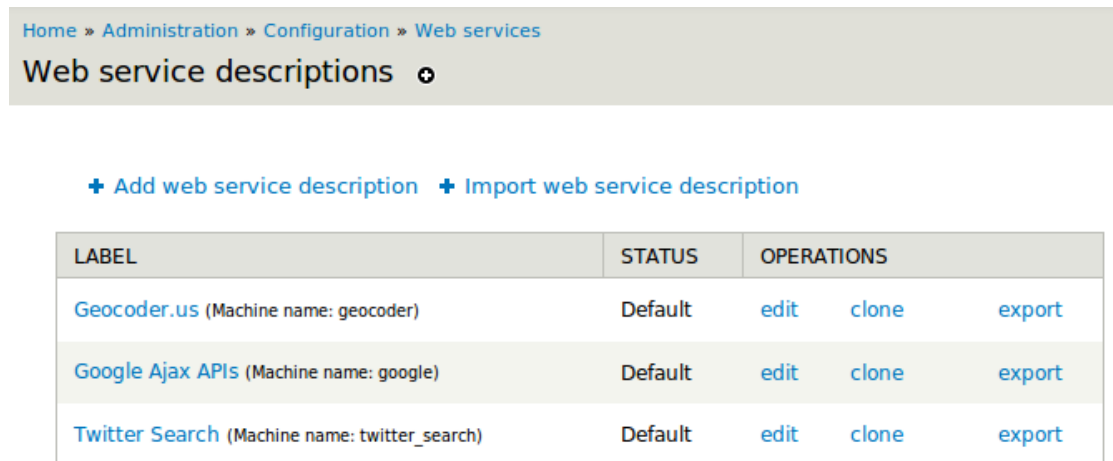 Home » Administration » Configuration » Web services
Web service descriptions
Add web service description Import web service description
LABEL STATUS OPERATIONS
Geocoder.us (Machine name: geocoder) Default edit clone export
Google Ajax APIs (Machine name: google) Default edit clone export
Twitter Search (Machine name: twitter_search) Default edit clone export